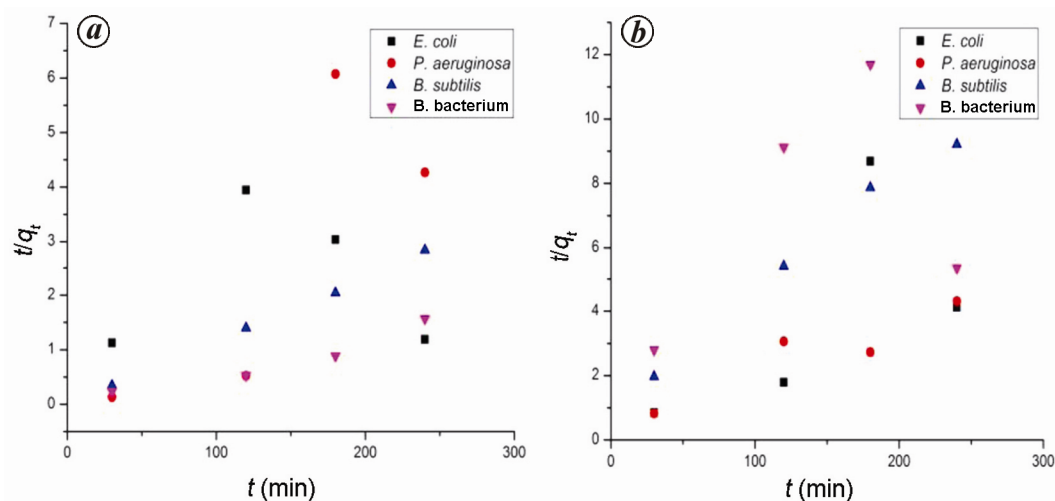 a
E. coli
P. aeruginosa
B. subtilis
B. bacterium
7
6
5
4
3
2
1
0
t/qt
0 100 200 300
t (min)
b
E. coli
P. aeruginosa
B. subtilis
B. bacterium
12
10
8
6
4
2
0
t/qt
0 100 200 300
t (min)